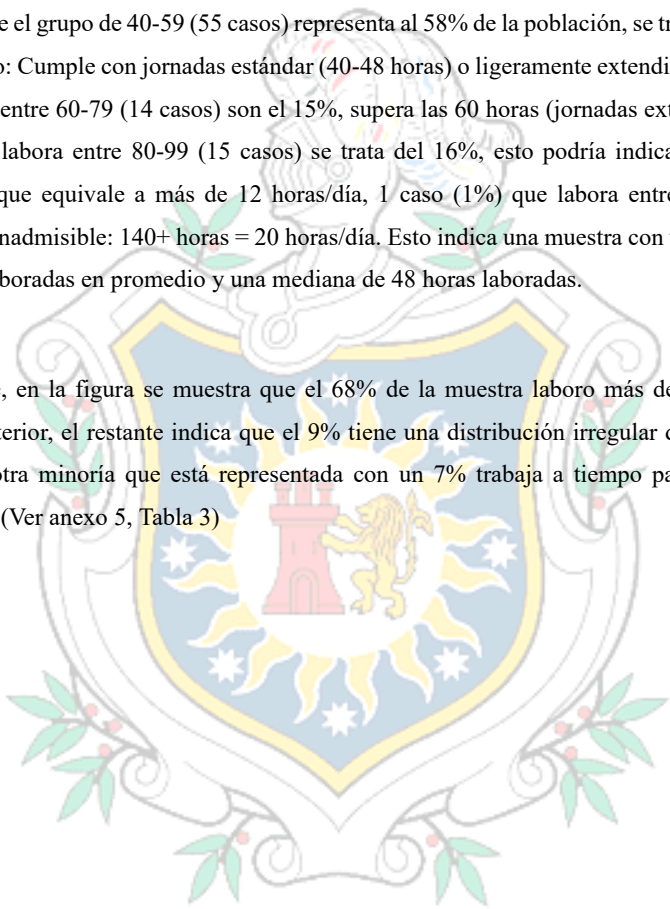 e el grupo de 40-59 (55 casos) representa al 58% de la población, se tr
o: Cumple con jornadas estándar (40-48 horas) o ligeramente extendi
entre 60-79 (14 casos) son el 15%, supera las 60 horas (jornadas ext
labora entre 80-99 (15 casos) se trata del 16%, esto podría indica
que equivale a más de 12 horas/día, 1 caso (1%) que labora entre
nadmisible: 140+ horas = 20 horas/día. Esto indica una muestra con
boradas en promedio y una mediana de 48 horas laboradas.
, en la figura se muestra que el 68% de la muestra laboro más de
terior, el restante indica que el 9% tiene una distribución irregular d
otra minoría que está representada con un 7% trabaja a tiempo pa
(Ver anexo 5, Tabla 3)